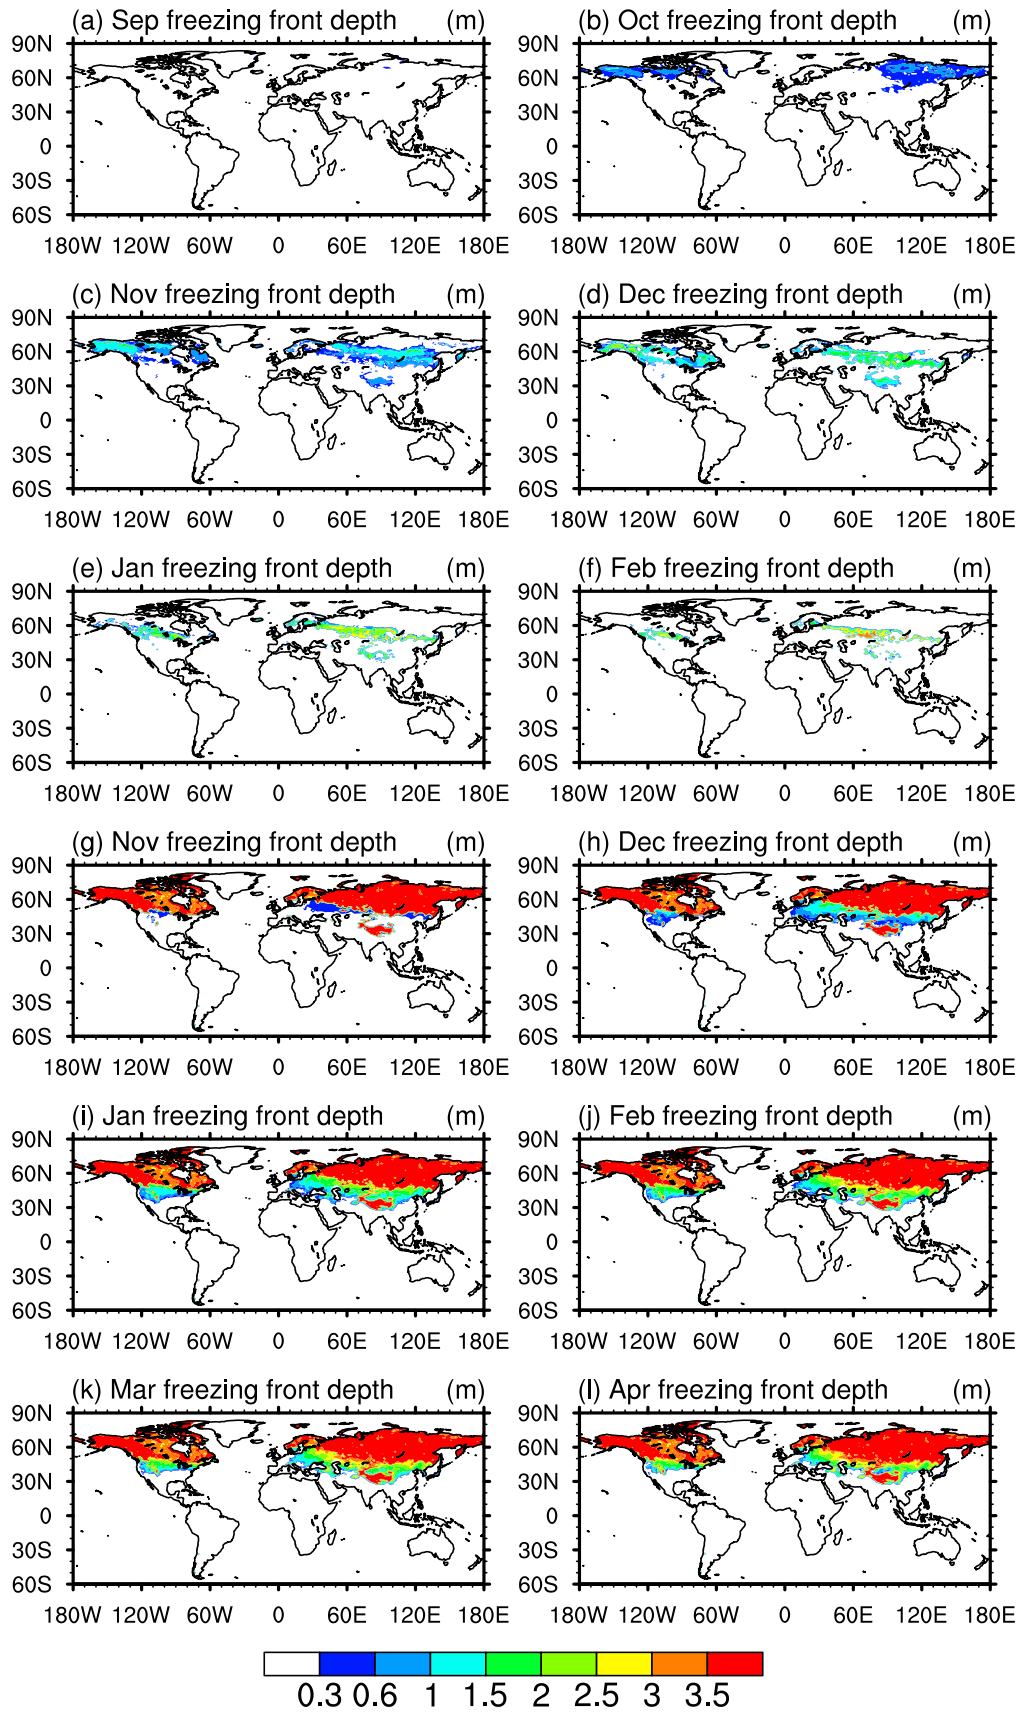 (a) Sep freezing front depth (m)
(b) Oct freezing front depth (m)
90N
60N
30N
0
30S
60S
180W 120W 60W 0 60E 120E 180E
90N
60N
30N
0
30S
60S
180W 120W 60W 0 60E 120E 180E
(c) Nov freezing front depth (m)
(d) Dec freezing front depth (m)
90N
60N
30N
0
30S
60S
180W 120W 60W 0 60E 120E 180E
90N
60N
30N
0
30S
60S
180W 120W 60W 0 60E 120E 180E
(e) Jan freezing front depth (m)
(f) Feb freezing front depth (m)
90N
60N
30N
0
30S
60S
180W 120W 60W 0 60E 120E 180E
90N
60N
30N
0
30S
60S
180W 120W 60W 0 60E 120E 180E
(g) Nov freezing front depth (m)
(h) Dec freezing front depth (m)
90N
60N
30N
0
30S
60S
180W 120W 60W 0 60E 120E 180E
90N
60N
30N
0
30S
60S
180W 120W 60W 0 60E 120E 180E
(i) Jan freezing front depth (m)
(j) Feb freezing front depth (m)
90N
60N
30N
0
30S
60S
180W 120W 60W 0 60E 120E 180E
90N
60N
30N
0
30S
60S
180W 120W 60W 0 60E 120E 180E
(k) Mar freezing front depth (m)
(l) Apr freezing front depth (m)
90N
60N
30N
0
30S
60S
180W 120W 60W 0 60E 120E 180E
90N
60N
30N
0
30S
60S
180W 120W 60W 0 60E 120E 180E
0.3 0.6 1 1.5 2 2.5 3 3.5